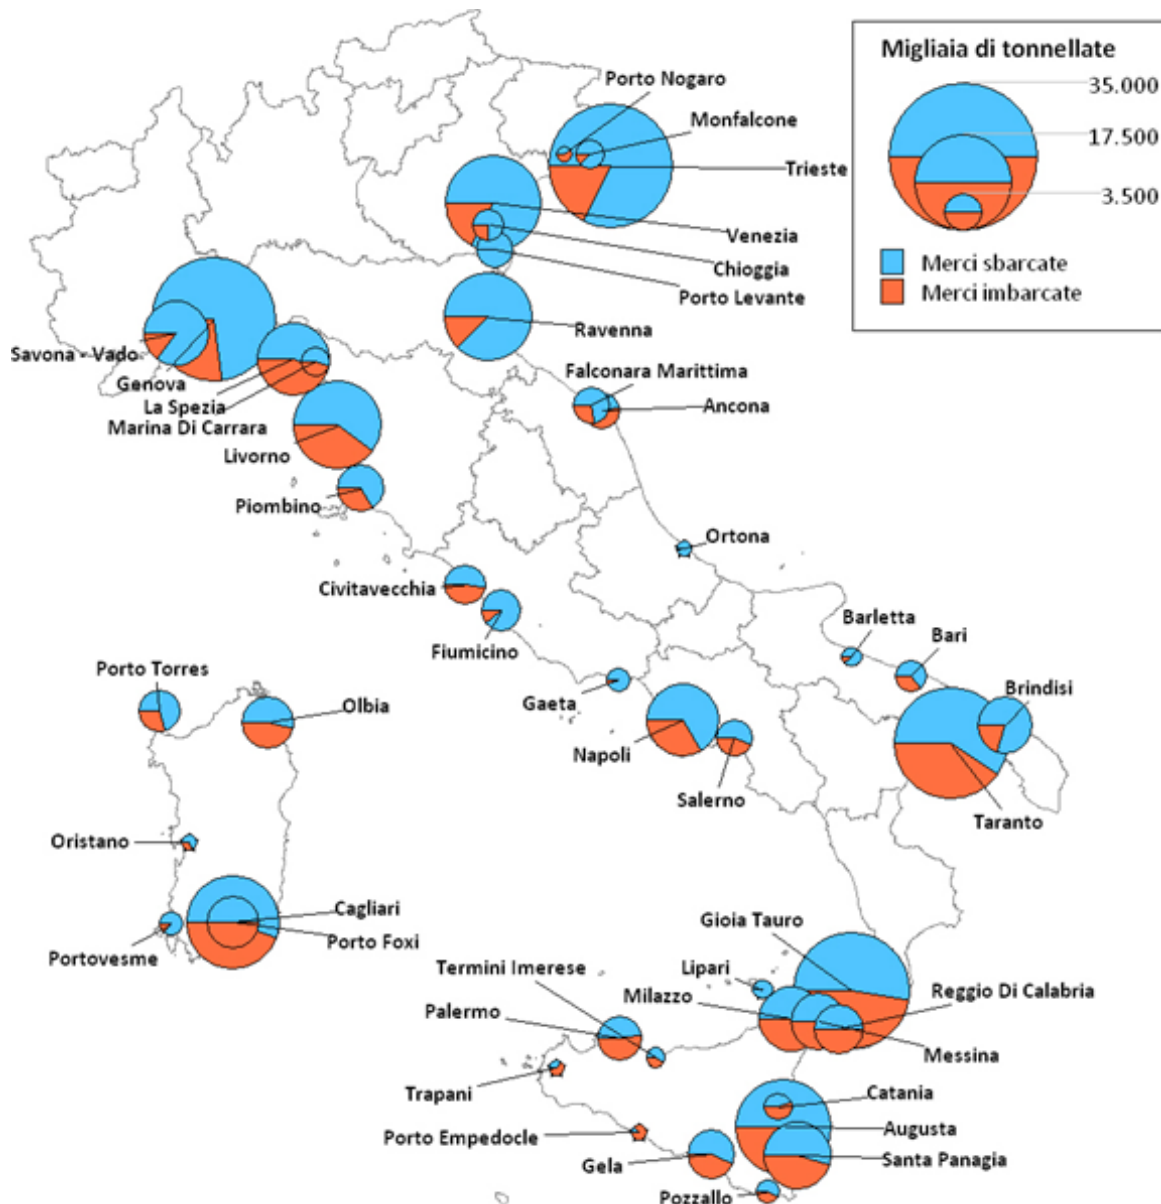 Migliaia di tonnellate
35.000
17.500
3.500
Merci sbarcate
Merci imbarcate
Porto Nogaro
Monfalcone
Trieste
Venezia
Chioggia
Porto Levante
Ravenna
Savona - Vado
Genova
La Spezia
Marina Di Carrara
Livorno
Piombino
Falconara Marittima
Ancona
Ortona
Civitavecchia
Fiumicino
Gaeta
Napoli
Salerno
Barletta
Bari
Brindisi
Taranto
Porto Torres
Olbia
Oristano
Cagliari
Porto Foxi
Portovesme
Gioia Tauro
Termini Imerese
Lipari
Milazzo
Reggio Di Calabria
Palermo
Messina
Trapani
Catania
Porto Empedocle
Augusta
Gela
Santa Panagia
Pozzallo